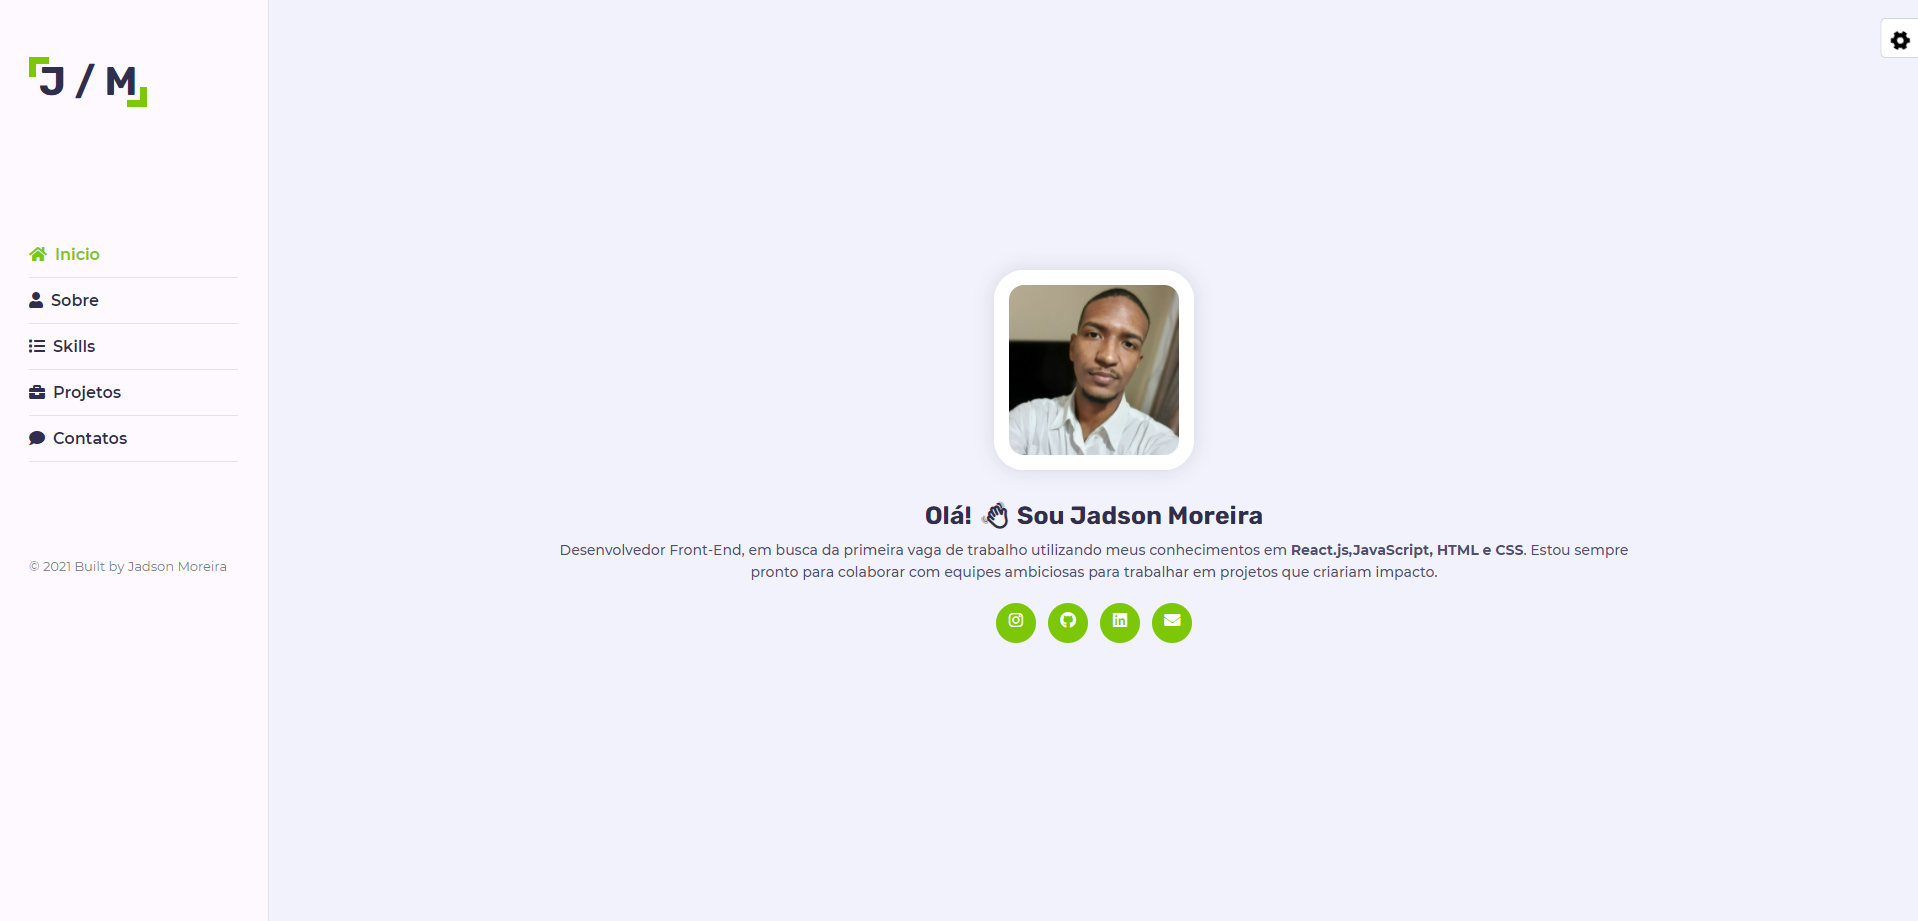 J / M
Inicio
Sobre
Skills
Projetos
Contatos
© 2021 Built by Jadson Moreira
Olá! Sou Jadson Moreira
Desenvolvedor Front-End, em busca da primeira vaga de trabalho utilizando meus conhecimentos em React.js,JavaScript, HTML e CSS. Estou sempre
pronto para colaborar com equipes ambiciosas para trabalhar em projetos que criariam impacto.